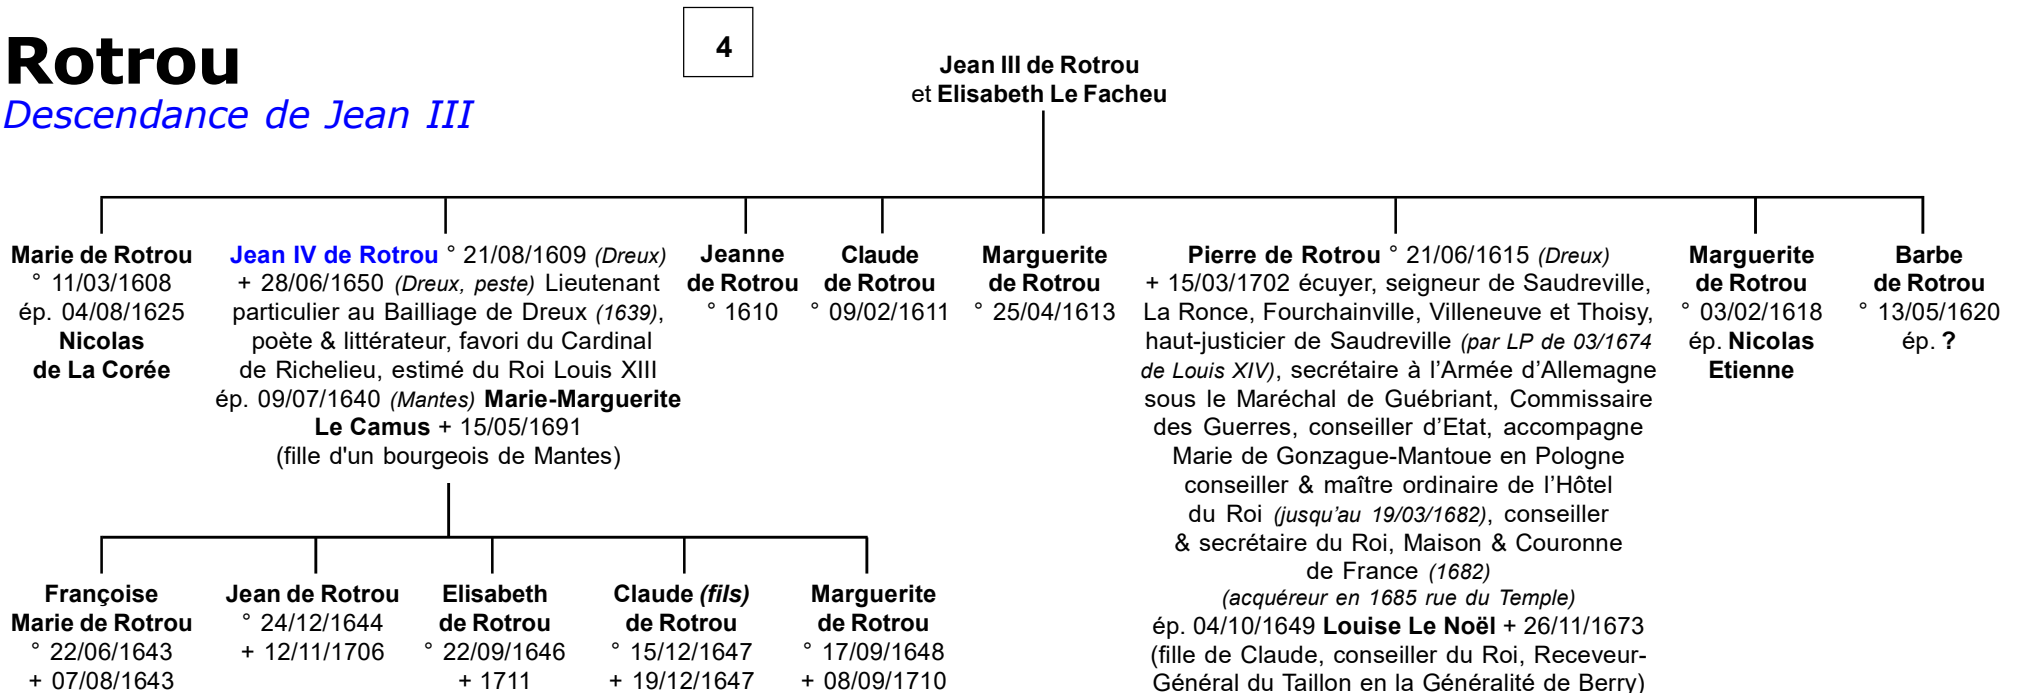 Rotrou
Descendance de Jean III
4
Jean III de Rotrou
et Elisabeth Le Facheu
Marie de Rotrou
° 11/03/1608
ép. 04/08/1625
Nicolas
de La Corée
Jean IV de Rotrou ° 21/08/1609 (Dreux)
+ 28/06/1650 (Dreux, peste) Lieutenant
particulier au Bailliage de Dreux (1639),
poète & littérateur, favori du Cardinal
de Richelieu, estimé du Roi Louis XIII
ép. 09/07/1640 (Mantes) Marie-Marguerite
Le Camus + 15/05/1691
(fille d'un bourgeois de Mantes)
Jeanne
de Rotrou
° 1610
Claude
de Rotrou
° 09/02/1611
Marguerite
de Rotrou
° 25/04/1613
Pierre de Rotrou ° 21/06/1615 (Dreux)
+ 15/03/1702 écuyer, seigneur de Saudreville,
La Ronce, Fourchainville, Villeneuve et Thoisy,
haut-justicier de Saudreville (par LP de 03/1674
de Louis XIV), secrétaire à l’Armée d’Allemagne
sous le Maréchal de Guébriant, Commissaire
des Guerres, conseiller d’Etat, accompagne
Marie de Gonzague-Mantoue en Pologne
conseiller & maître ordinaire de l’Hôtel
du Roi (jusqu’au 19/03/1682), conseiller
& secrétaire du Roi, Maison & Couronne
de France (1682)
(acquéreur en 1685 rue du Temple)
ép. 04/10/1649 Louise Le Noël + 26/11/1673
(fille de Claude, conseiller du Roi, Receveur-
Général du Taillon en la Généralité de Berry)
Marguerite
de Rotrou
° 03/02/1618
ép. Nicolas
Etienne
Barbe
de Rotrou
° 13/05/1620
ép. ?
Françoise
Marie de Rotrou
° 22/06/1643
+ 07/08/1643
Jean de Rotrou
° 24/12/1644
+ 12/11/1706
Elisabeth
de Rotrou
° 22/09/1646
+ 1711
Claude (fils)
de Rotrou
° 15/12/1647
+ 19/12/1647
Marguerite
de Rotrou
° 17/09/1648
+ 08/09/1710